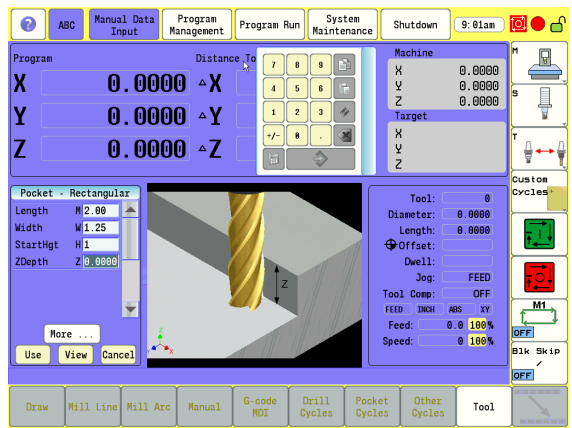 ?
ABC
Manual Data
Input
Program
Management
Program Run
System
Maintenance
Shutdown
9:01am
Program
Distance To
X 0.0000 △X
Y 0.0000 △Y
Z 0.0000 △Z
7 8 9
4 5 6
1 2 3
+/- 0 .
Machine
X 0.0000
Y 0.0000
Z 0.0000
Target
X
Y
Z
M
S
T
Custom
Cycles+
Pocket - Rectangular
Length M 2.00
Width W 1.25
StartHgt H 1
ZDepth Z 0.0000
More ...
Use View Cancel
Z
Z
Y X
Tool: 0
Diameter: 0.0000
Length: 0.0000
Offset:
Dwell:
Jog: FEED
Tool Comp: OFF
FEED INCH ABS XY
Feed: 0.0 100%
Speed: 0 100%
M1
OFF
Blk Skip
/
OFF
Draw
Mill Line
Mill Arc
Manual
G-code
MDI
Drill
Cycles
Pocket
Cycles
Other
Cycles
Tool